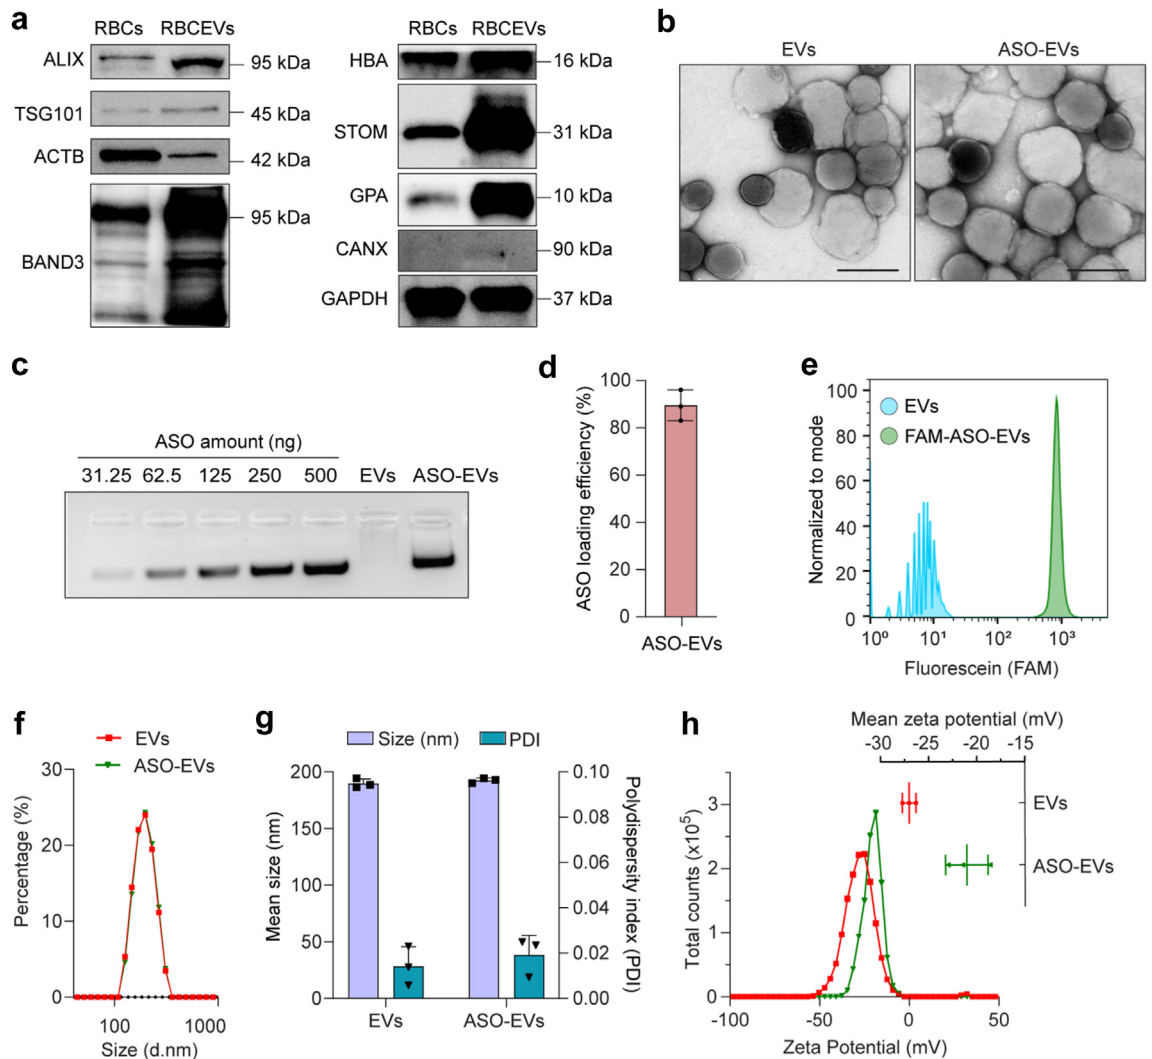 a
RBCs RBCEVs
ALIX 95 kDa
TSG101 45 kDa
ACTB 42 kDa
95 kDa
BAND3
RBCs RBCEVs
HBA 16 kDa
STOM 31 kDa
GPA 10 kDa
CANX 90 kDa
GAPDH 37 kDa
b
EVs ASO-EVs
c
ASO amount (ng)
31.25 62.5 125 250 500 EVs ASO-EVs
d
ASO loading efficiency (%)
100
80
60
40
20
0
ASO-EVs
e
Normalized to mode
100
80
60
40
20
0
EVs
FAM-ASO-EVs
10⁰ 10¹ 10² 10³
Fluorescein (FAM)
f
EVs
ASO-EVs
Percentage (%)
30
20
10
0
100 1000
Size (d.nm)
g
Size (nm) PDI
Mean size (nm)
200
150
100
50
0
Polydispersity index (PDI)
0.10
0.08
0.06
0.04
0.02
0.00
EVs ASO-EVs
h
Mean zeta potential (mV)
-30 -25 -20 -15
EVs
ASO-EVs
Total counts (x10⁵)
3
2
1
0
-100 -50 0 50
Zeta Potential (mV)